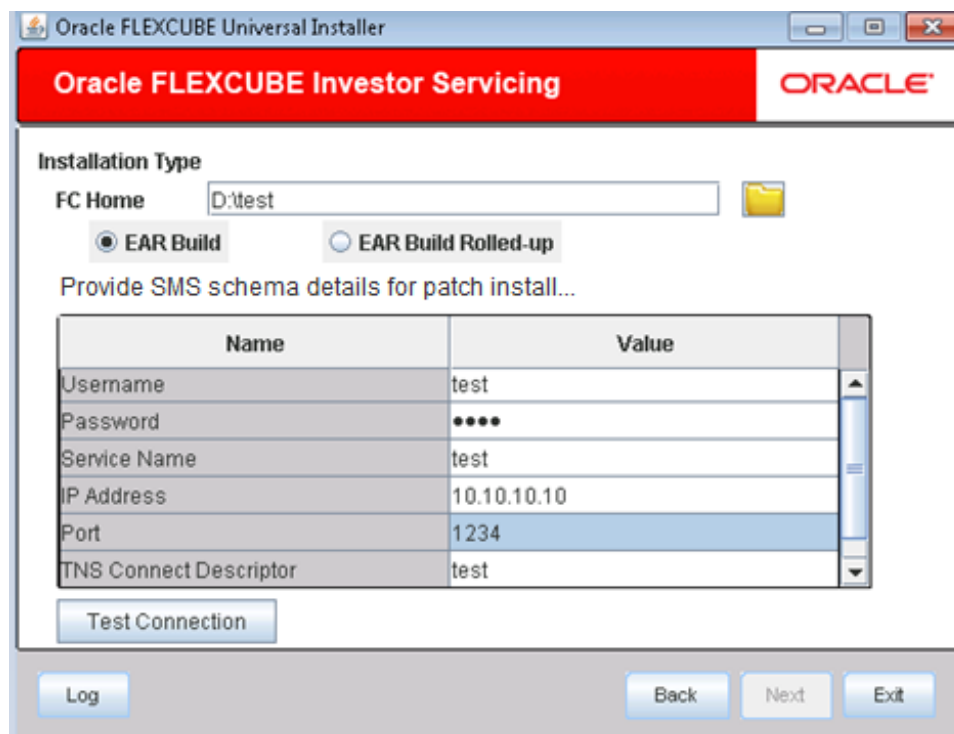 Oracle FLEXCUBE Universal Installer
Oracle FLEXCUBE Investor Servicing
ORACLE
Installation Type
FC Home D:\test
EAR Build EAR Build Rolled-up
Provide SMS schema details for patch install...
Name Value
Username test
Password ••••
Service Name test
IP Address 10.10.10.10
Port 1234
TNS Connect Descriptor test
Test Connection
Log Back Next Exit